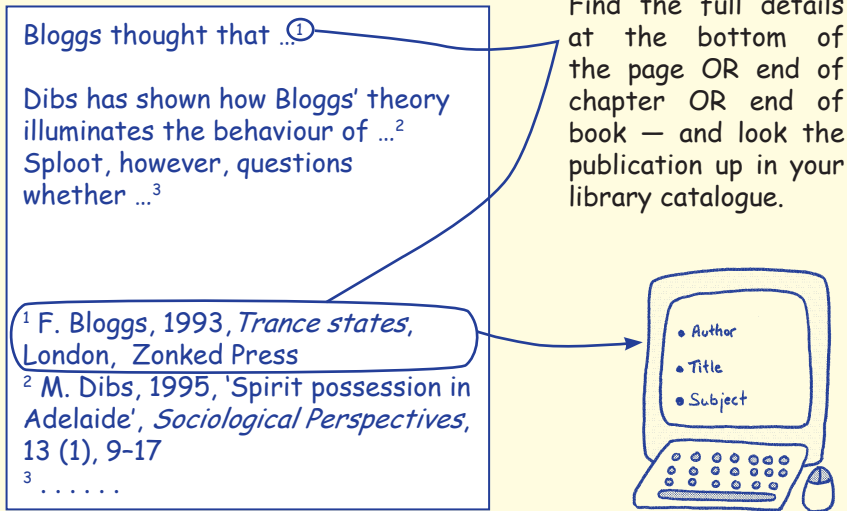 Bloggs thought that ...¹
Dibs has shown how Bloggs' theory
illuminates the behaviour of ...²
Sploot, however, questions
whether ...³
¹ F. Bloggs, 1993, Trance states,
London, Zonked Press
² M. Dibs, 1995, 'Spirit possession in
Adelaide', Sociological Perspectives,
13 (1), 9–17
³ . . . . . .
Find the full details
at the bottom of
the page OR end of
chapter OR end of
book — and look the
publication up in your
library catalogue.
• Author
• Title
• Subject